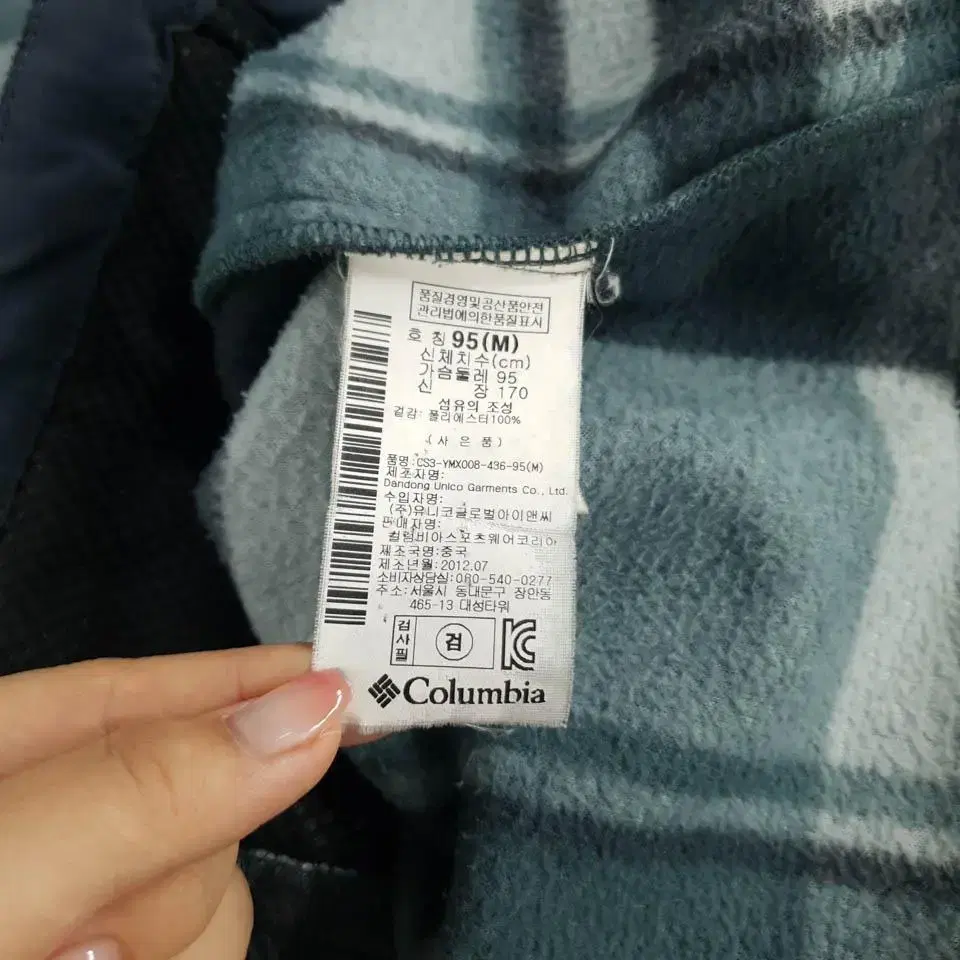 품질경영및공산품안전
관리법에의한품질표시
호 칭 95(M)
신체치수(cm)
가슴둘레 95
신 장 170
섬유의 조성
겉감: 폴리에스터100%
(사 은 품)
품명:CS3-YMX008-436-95(M)
제조자명:
Dandong Unico Garments Co., Ltd.
수입자명:
(주)유니코글로벌아이앤씨
판매자명:
컬럼비아스포츠웨어코리아
제조국명:중국
제조년월:2012.07
소비자상담실:080-540-0277
주소:서울시 동대문구 장안동
465-13 대성타워
검사필 검
Columbia